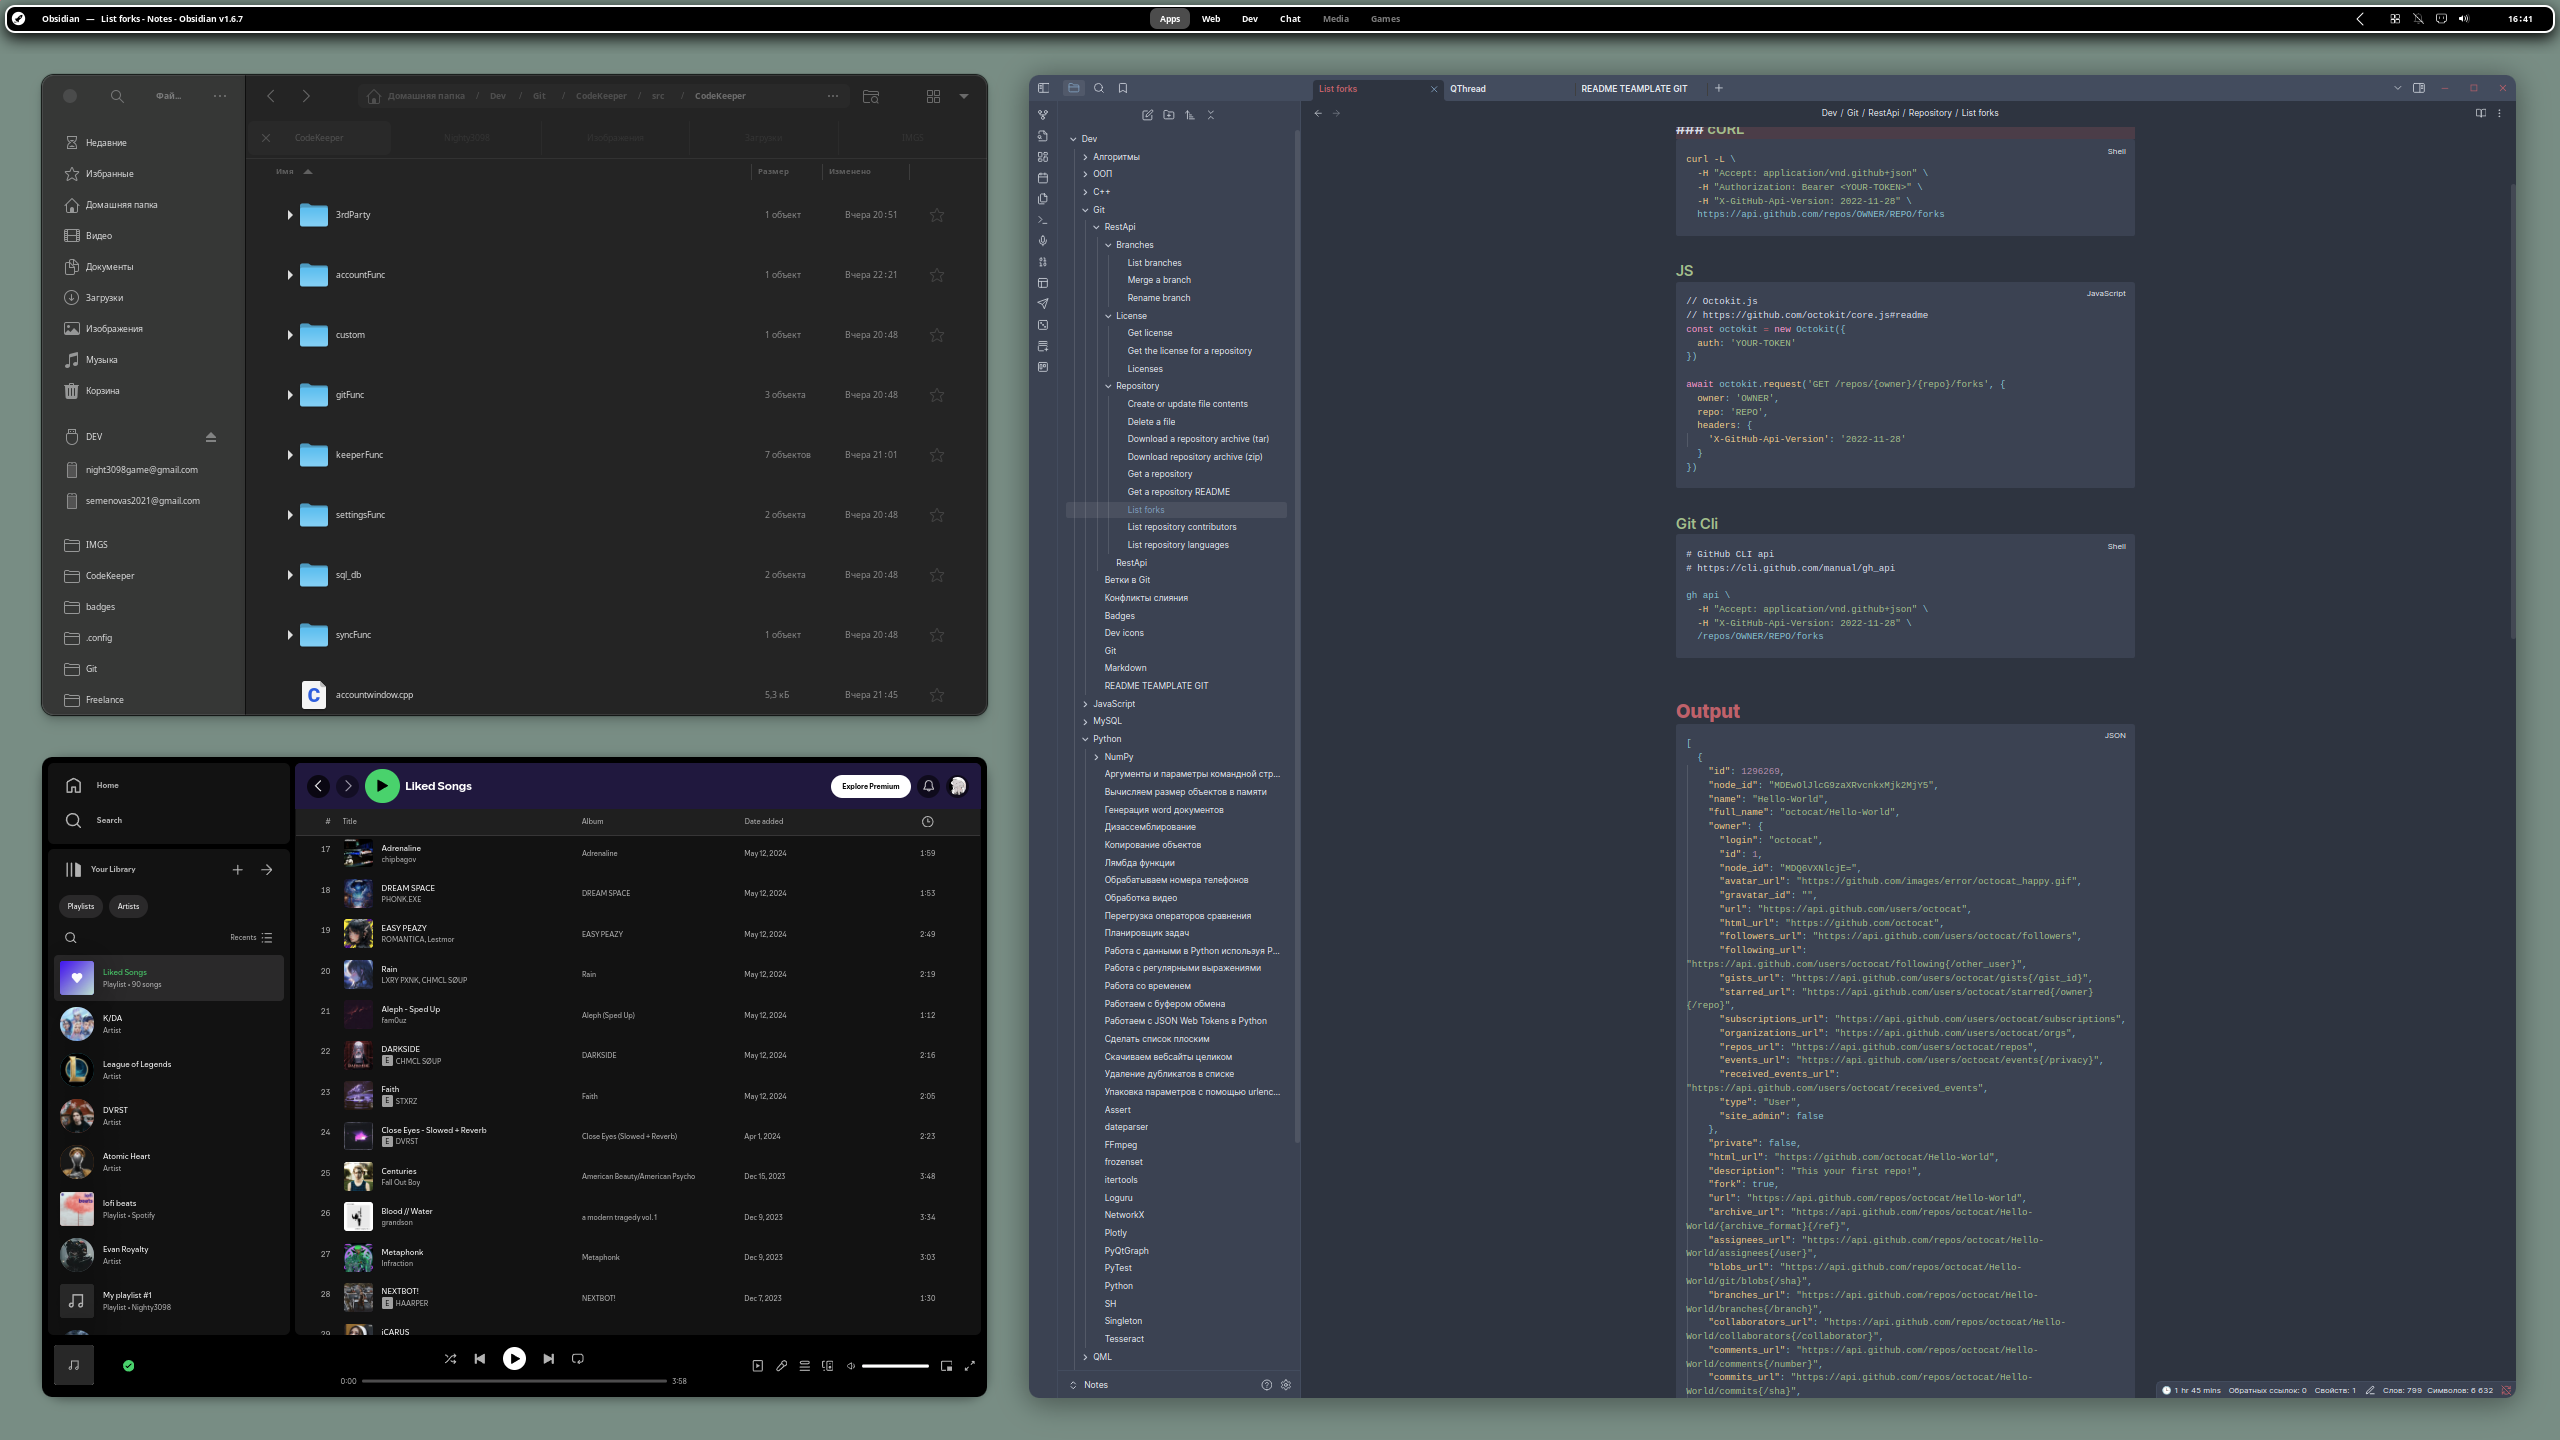 Obsidian — List forks - Notes - Obsidian v1.6.7
Apps Web Dev Chat Media Games
16:41
Фай...
Недавние
Избранные
Домашняя папка
Видео
Документы
Загрузки
Изображения
Музыка
Корзина
DEV
night3098game@gmail.com
semenovas2021@gmail.com
IMGS
CodeKeeper
badges
.config
Git
Freelance
Домашняя папка / Dev / Git / CodeKeeper / src / CodeKeeper
CodeKeeper Nighty3098 Изображения Загрузки IMGS
Имя Размер Изменено
3rdParty 1 объект Вчера 20:51
accountFunc 1 объект Вчера 22:21
custom 1 объект Вчера 20:48
gitFunc 3 объекта Вчера 20:48
keeperFunc 7 объектов Вчера 21:01
settingsFunc 2 объекта Вчера 20:48
sql_db 2 объекта Вчера 20:48
syncFunc 1 объект Вчера 20:48
accountwindow.cpp 5,3 кБ Вчера 21:45
Home
Search
Your Library
Playlists Artists
Recents
Liked Songs
Playlist • 90 songs
K/DA
Artist
League of Legends
Artist
DVRST
Artist
Atomic Heart
Artist
lofi beats
Playlist • Spotify
Evan Royalty
Artist
My playlist #1
Playlist • Nighty3098
Liked Songs
Explore Premium
# Title Album Date added
17 Adrenaline Adrenaline May 12, 2024 1:59
chipbagov
18 DREAM SPACE DREAM SPACE May 12, 2024 1:53
PHONK.EXE
19 EASY PEAZY EASY PEAZY May 12, 2024 2:49
ROMANTICA, Lestmor
20 Rain Rain May 12, 2024 2:19
LXRY PXNK, CHMCL SØUP
21 Aleph - Sped Up Aleph (Sped Up) May 12, 2024 1:12
fam0uz
22 DARKSIDE DARKSIDE May 12, 2024 2:16
E CHMCL SØUP
23 Faith Faith May 12, 2024 2:05
E STXRZ
24 Close Eyes - Slowed + Reverb Close Eyes (Slowed + Reverb) Apr 1, 2024 2:23
E DVRST
25 Centuries American Beauty/American Psycho Dec 15, 2023 3:48
Fall Out Boy
26 Blood // Water a modern tragedy vol. 1 Dec 9, 2023 3:34
grandson
27 Metaphonk Metaphonk Dec 9, 2023 3:03
Infraction
28 NEXTBOT! NEXTBOT! Dec 7, 2023 1:30
E HAARPER
29 iCARUS
0:00 3:58
List forks QThread README TEAMPLATE GIT
Dev / Git / RestApi / Repository / List forks
Dev
Алгоритмы
ООП
C++
Git
RestApi
Branches
List branches
Merge a branch
Rename branch
License
Get license
Get the license for a repository
Licenses
Repository
Create or update file contents
Delete a file
Download a repository archive (tar)
Download repository archive (zip)
Get a repository
Get a repository README
List forks
List repository contributors
List repository languages
RestApi
Ветки в Git
Конфликты слияния
Badges
Dev icons
Git
Markdown
README TEAMPLATE GIT
JavaScript
MySQL
Python
NumPy
Аргументы и параметры командной стр...
Вычисляем размер объектов в памяти
Генерация word документов
Дизассемблирование
Копирование объектов
Лямбда функции
Обрабатываем номера телефонов
Обработка видео
Перегрузка операторов сравнения
Планировщик задач
Работа с данными в Python используя P...
Работа с регулярными выражениями
Работа со временем
Работаем с буфером обмена
Работаем с JSON Web Tokens в Python
Сделать список плоским
Скачиваем вебсайты целиком
Удаление дубликатов в списке
Упаковка параметров с помощью urlenc...
Assert
dateparser
FFmpeg
frozenset
itertools
Loguru
NetworkX
Plotly
PyQtGraph
PyTest
Python
SH
Singleton
Tesseract
QML
Notes
### cURL
Shell
curl -L \
-H "Accept: application/vnd.github+json" \
-H "Authorization: Bearer <YOUR-TOKEN>" \
-H "X-GitHub-Api-Version: 2022-11-28" \
https://api.github.com/repos/OWNER/REPO/forks
JS
JavaScript
// Octokit.js
// https://github.com/octokit/core.js#readme
const octokit = new Octokit({
auth: 'YOUR-TOKEN'
})
await octokit.request('GET /repos/{owner}/{repo}/forks', {
owner: 'OWNER',
repo: 'REPO',
headers: {
'X-GitHub-Api-Version': '2022-11-28'
}
})
Git Cli
Shell
# GitHub CLI api
# https://cli.github.com/manual/gh_api
gh api \
-H "Accept: application/vnd.github+json" \
-H "X-GitHub-Api-Version: 2022-11-28" \
/repos/OWNER/REPO/forks
Output
JSON
[
{
"id": 1296269,
"node_id": "MDEwOlJlcG9zaXRvcnkxMjk2MjY5",
"name": "Hello-World",
"full_name": "octocat/Hello-World",
"owner": {
"login": "octocat",
"id": 1,
"node_id": "MDQ6VXNlcjE=",
"avatar_url": "https://github.com/images/error/octocat_happy.gif",
"gravatar_id": "",
"url": "https://api.github.com/users/octocat",
"html_url": "https://github.com/octocat",
"followers_url": "https://api.github.com/users/octocat/followers",
"following_url":
"https://api.github.com/users/octocat/following{/other_user}",
"gists_url": "https://api.github.com/users/octocat/gists{/gist_id}",
"starred_url": "https://api.github.com/users/octocat/starred{/owner}
{/repo}",
"subscriptions_url": "https://api.github.com/users/octocat/subscriptions",
"organizations_url": "https://api.github.com/users/octocat/orgs",
"repos_url": "https://api.github.com/users/octocat/repos",
"events_url": "https://api.github.com/users/octocat/events{/privacy}",
"received_events_url":
"https://api.github.com/users/octocat/received_events",
"type": "User",
"site_admin": false
},
"private": false,
"html_url": "https://github.com/octocat/Hello-World",
"description": "This your first repo!",
"fork": true,
"url": "https://api.github.com/repos/octocat/Hello-World",
"archive_url": "https://api.github.com/repos/octocat/Hello-
World/{archive_format}{/ref}",
"assignees_url": "https://api.github.com/repos/octocat/Hello-
World/assignees{/user}",
"blobs_url": "https://api.github.com/repos/octocat/Hello-
World/git/blobs{/sha}",
"branches_url": "https://api.github.com/repos/octocat/Hello-
World/branches{/branch}",
"collaborators_url": "https://api.github.com/repos/octocat/Hello-
World/collaborators{/collaborator}",
"comments_url": "https://api.github.com/repos/octocat/Hello-
World/comments{/number}",
"commits_url": "https://api.github.com/repos/octocat/Hello-
World/commits{/sha}",
1 hr 45 mins Обратных ссылок: 0 Свойств: 1 Слов: 799 Символов: 6 632